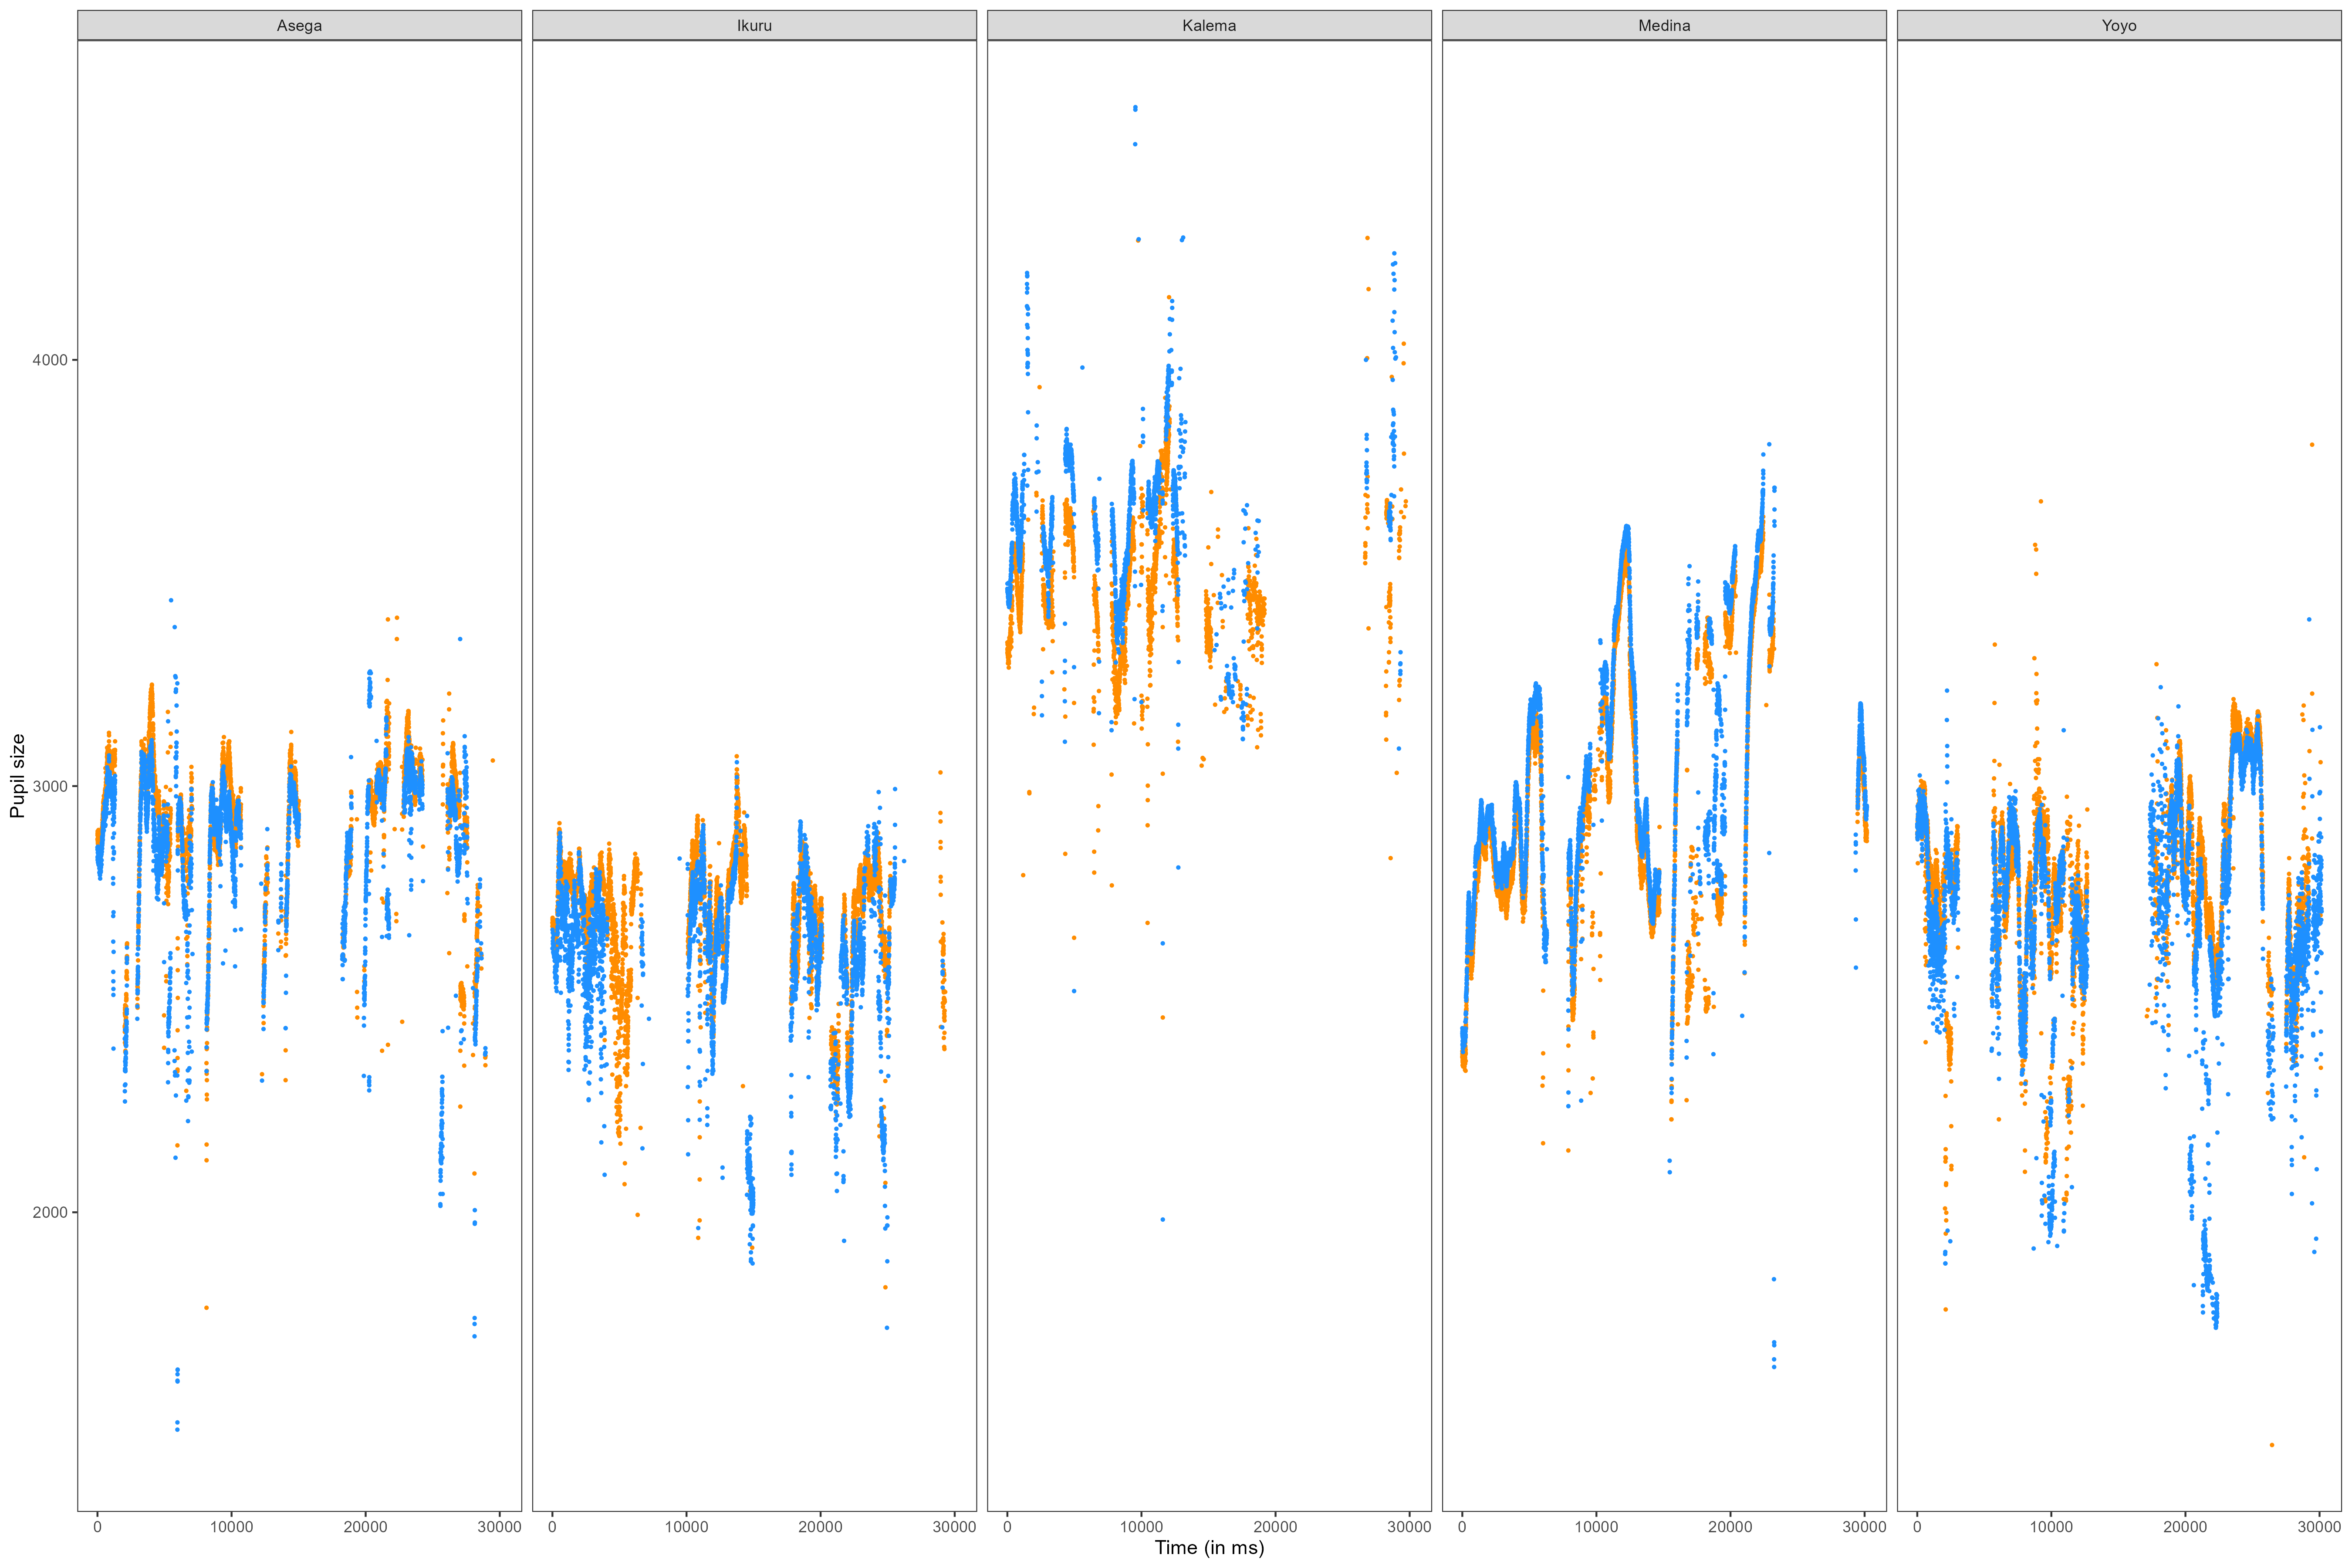 Asega Ikuru Kalema Medina Yoyo
Pupil size
4000
3000
2000
0 10000 20000 30000 0 10000 20000 30000 0 10000 20000 30000 0 10000 20000 30000 0 10000 20000 30000
Time (in ms)